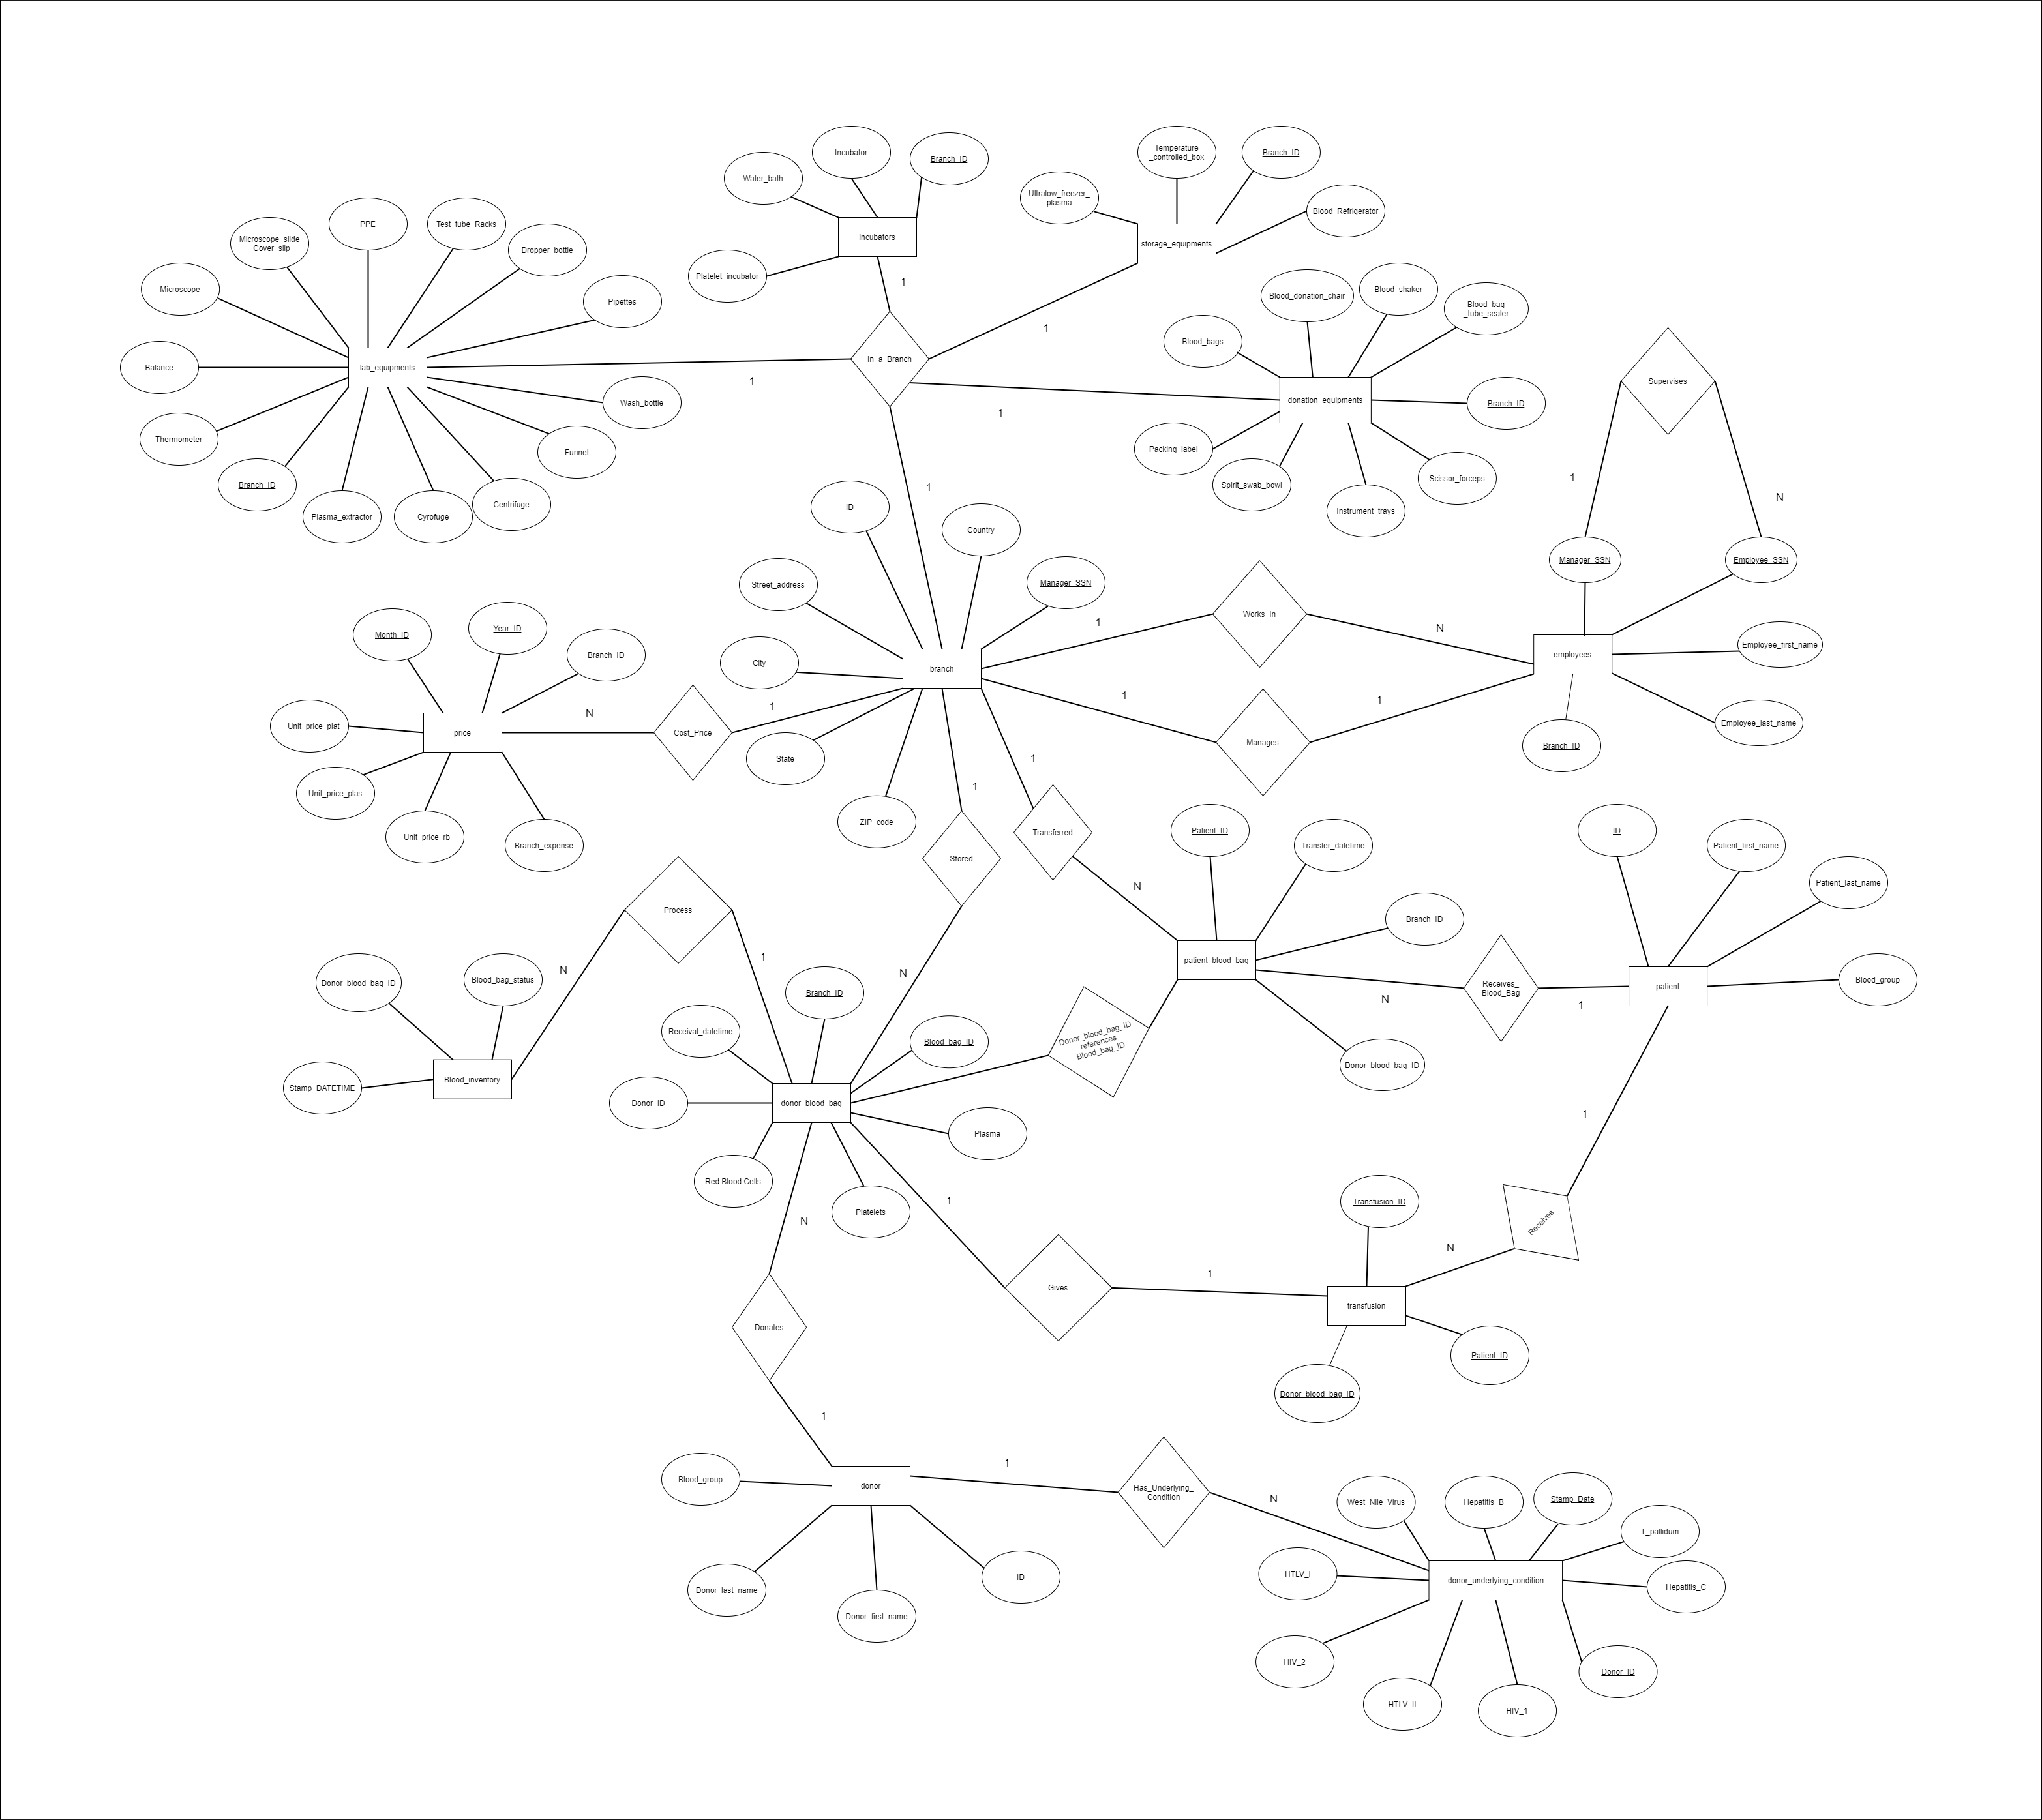 Incubator
Branch_ID
Water_bath
incubators
Platelet_incubator
1
Temperature
_controlled_box
Branch_ID
Ultralow_freezer_
plasma
Blood_Refrigerator
storage_equipments
1
PPE
Test_tube_Racks
Microscope_slide
_Cover_slip
Dropper_bottle
Microscope
Pipettes
Balance
lab_equipments
Wash_bottle
Thermometer
Funnel
Branch_ID
Plasma_extractor
Cyrofuge
Centrifuge
1
In_a_Branch
1
1
Blood_donation_chair
Blood_shaker
Blood_bag
_tube_sealer
Blood_bags
donation_equipments
Branch_ID
Packing_label
Spirit_swab_bowl
Instrument_trays
Scissor_forceps
Supervises
1
N
Manager_SSN
Employee_SSN
Employee_first_name
employees
Employee_last_name
Branch_ID
ID
Country
Street_address
Manager_SSN
City
branch
State
ZIP_code
1
Works_In
N
1
Manages
1
Month_ID
Year_ID
Branch_ID
Unit_price_plat
price
Unit_price_plas
Unit_price_rb
Branch_expense
N
Cost_Price
1
1
Stored
N
1
Transferred
N
Patient_ID
Transfer_datetime
Branch_ID
patient_blood_bag
Donor_blood_bag_ID
N
Receives_
Blood_Bag
1
ID
Patient_first_name
Patient_last_name
patient
Blood_group
Process
N
1
Donor_blood_bag_ID
Blood_bag_status
Stamp_DATETIME
Blood_inventory
Branch_ID
Receival_datetime
Blood_bag_ID
Donor_ID
donor_blood_bag
Plasma
Red Blood Cells
Platelets
Donor_blood_bag_ID
references
Blood_bag_ID
1
Receives
N
Transfusion_ID
transfusion
Patient_ID
Donor_blood_bag_ID
1
Gives
1
N
Donates
1
Blood_group
donor
Donor_last_name
Donor_first_name
ID
1
Has_Underlying_
Condition
N
West_Nile_Virus
Hepatitis_B
Stamp_Date
T_pallidum
HTLV_I
donor_underlying_condition
Hepatitis_C
HIV_2
HTLV_II
HIV_1
Donor_ID